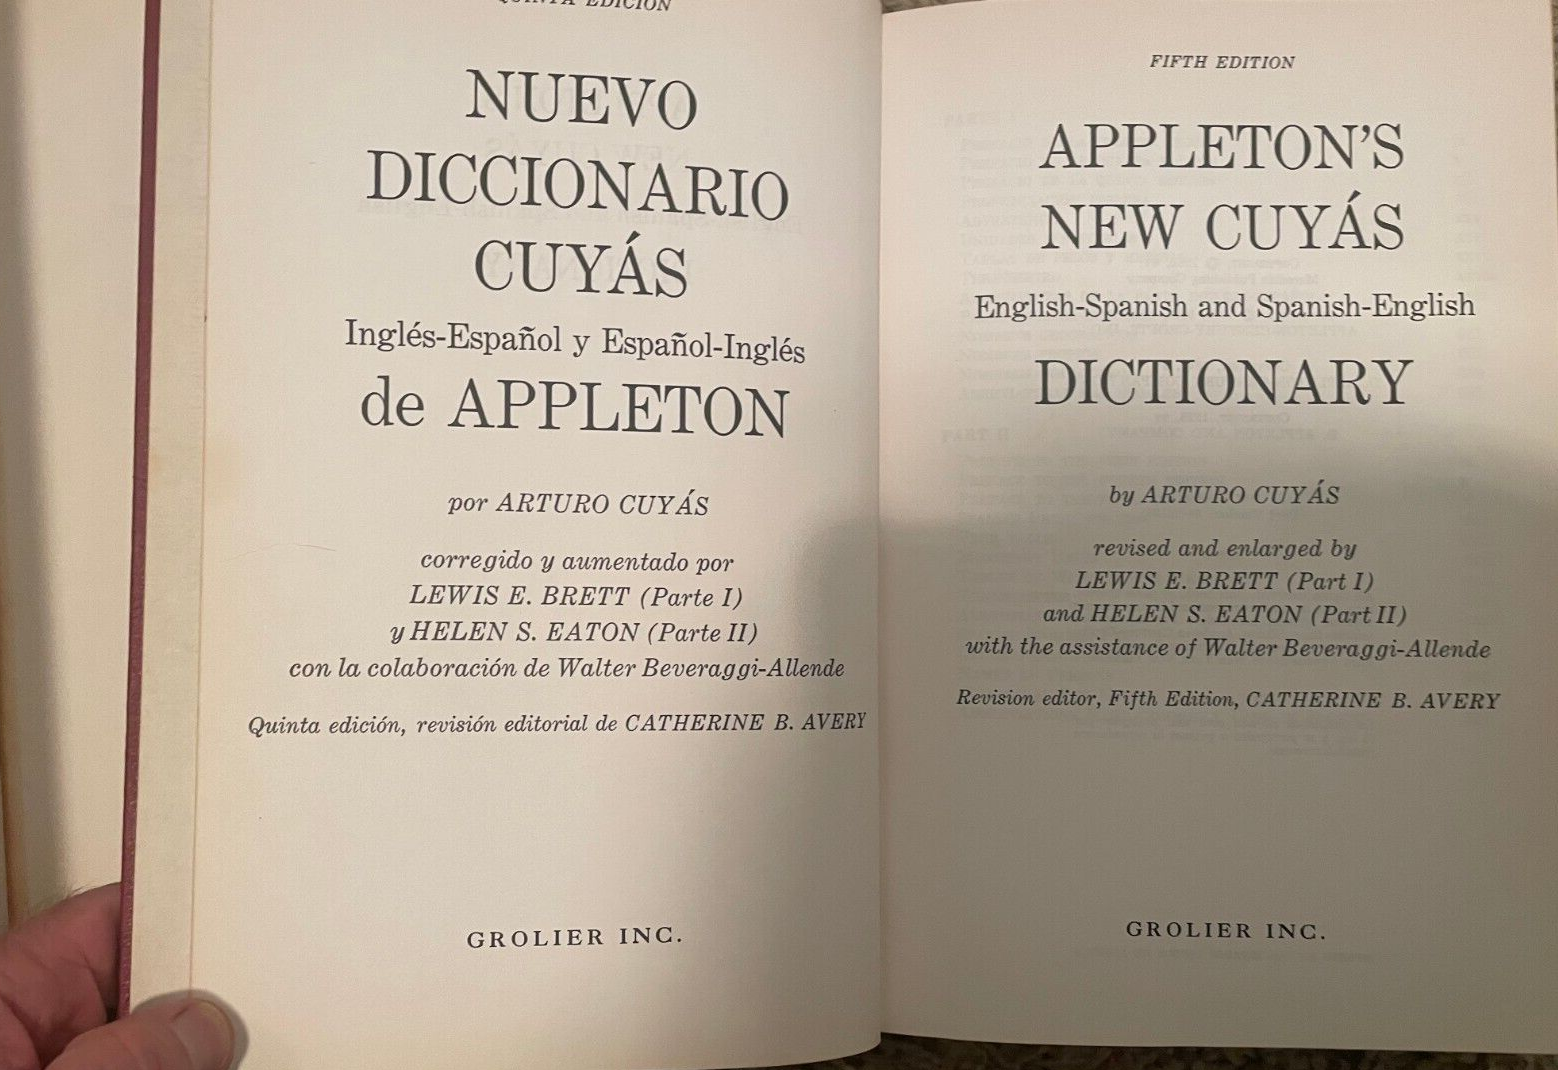 QUINTA EDICIÓN
NUEVO
DICCIONARIO
CUYÁS
Inglés-Español y Español-Inglés
de APPLETON
por ARTURO CUYÁS
corregido y aumentado por
LEWIS E. BRETT (Parte I)
y HELEN S. EATON (Parte II)
con la colaboración de Walter Beveraggi-Allende
Quinta edición, revisión editorial de CATHERINE B. AVERY
GROLIER INC.
FIFTH EDITION
APPLETON'S
NEW CUYÁS
English-Spanish and Spanish-English
DICTIONARY
by ARTURO CUYÁS
revised and enlarged by
LEWIS E. BRETT (Part I)
and HELEN S. EATON (Part II)
with the assistance of Walter Beveraggi-Allende
Revision editor, Fifth Edition, CATHERINE B. AVERY
GROLIER INC.